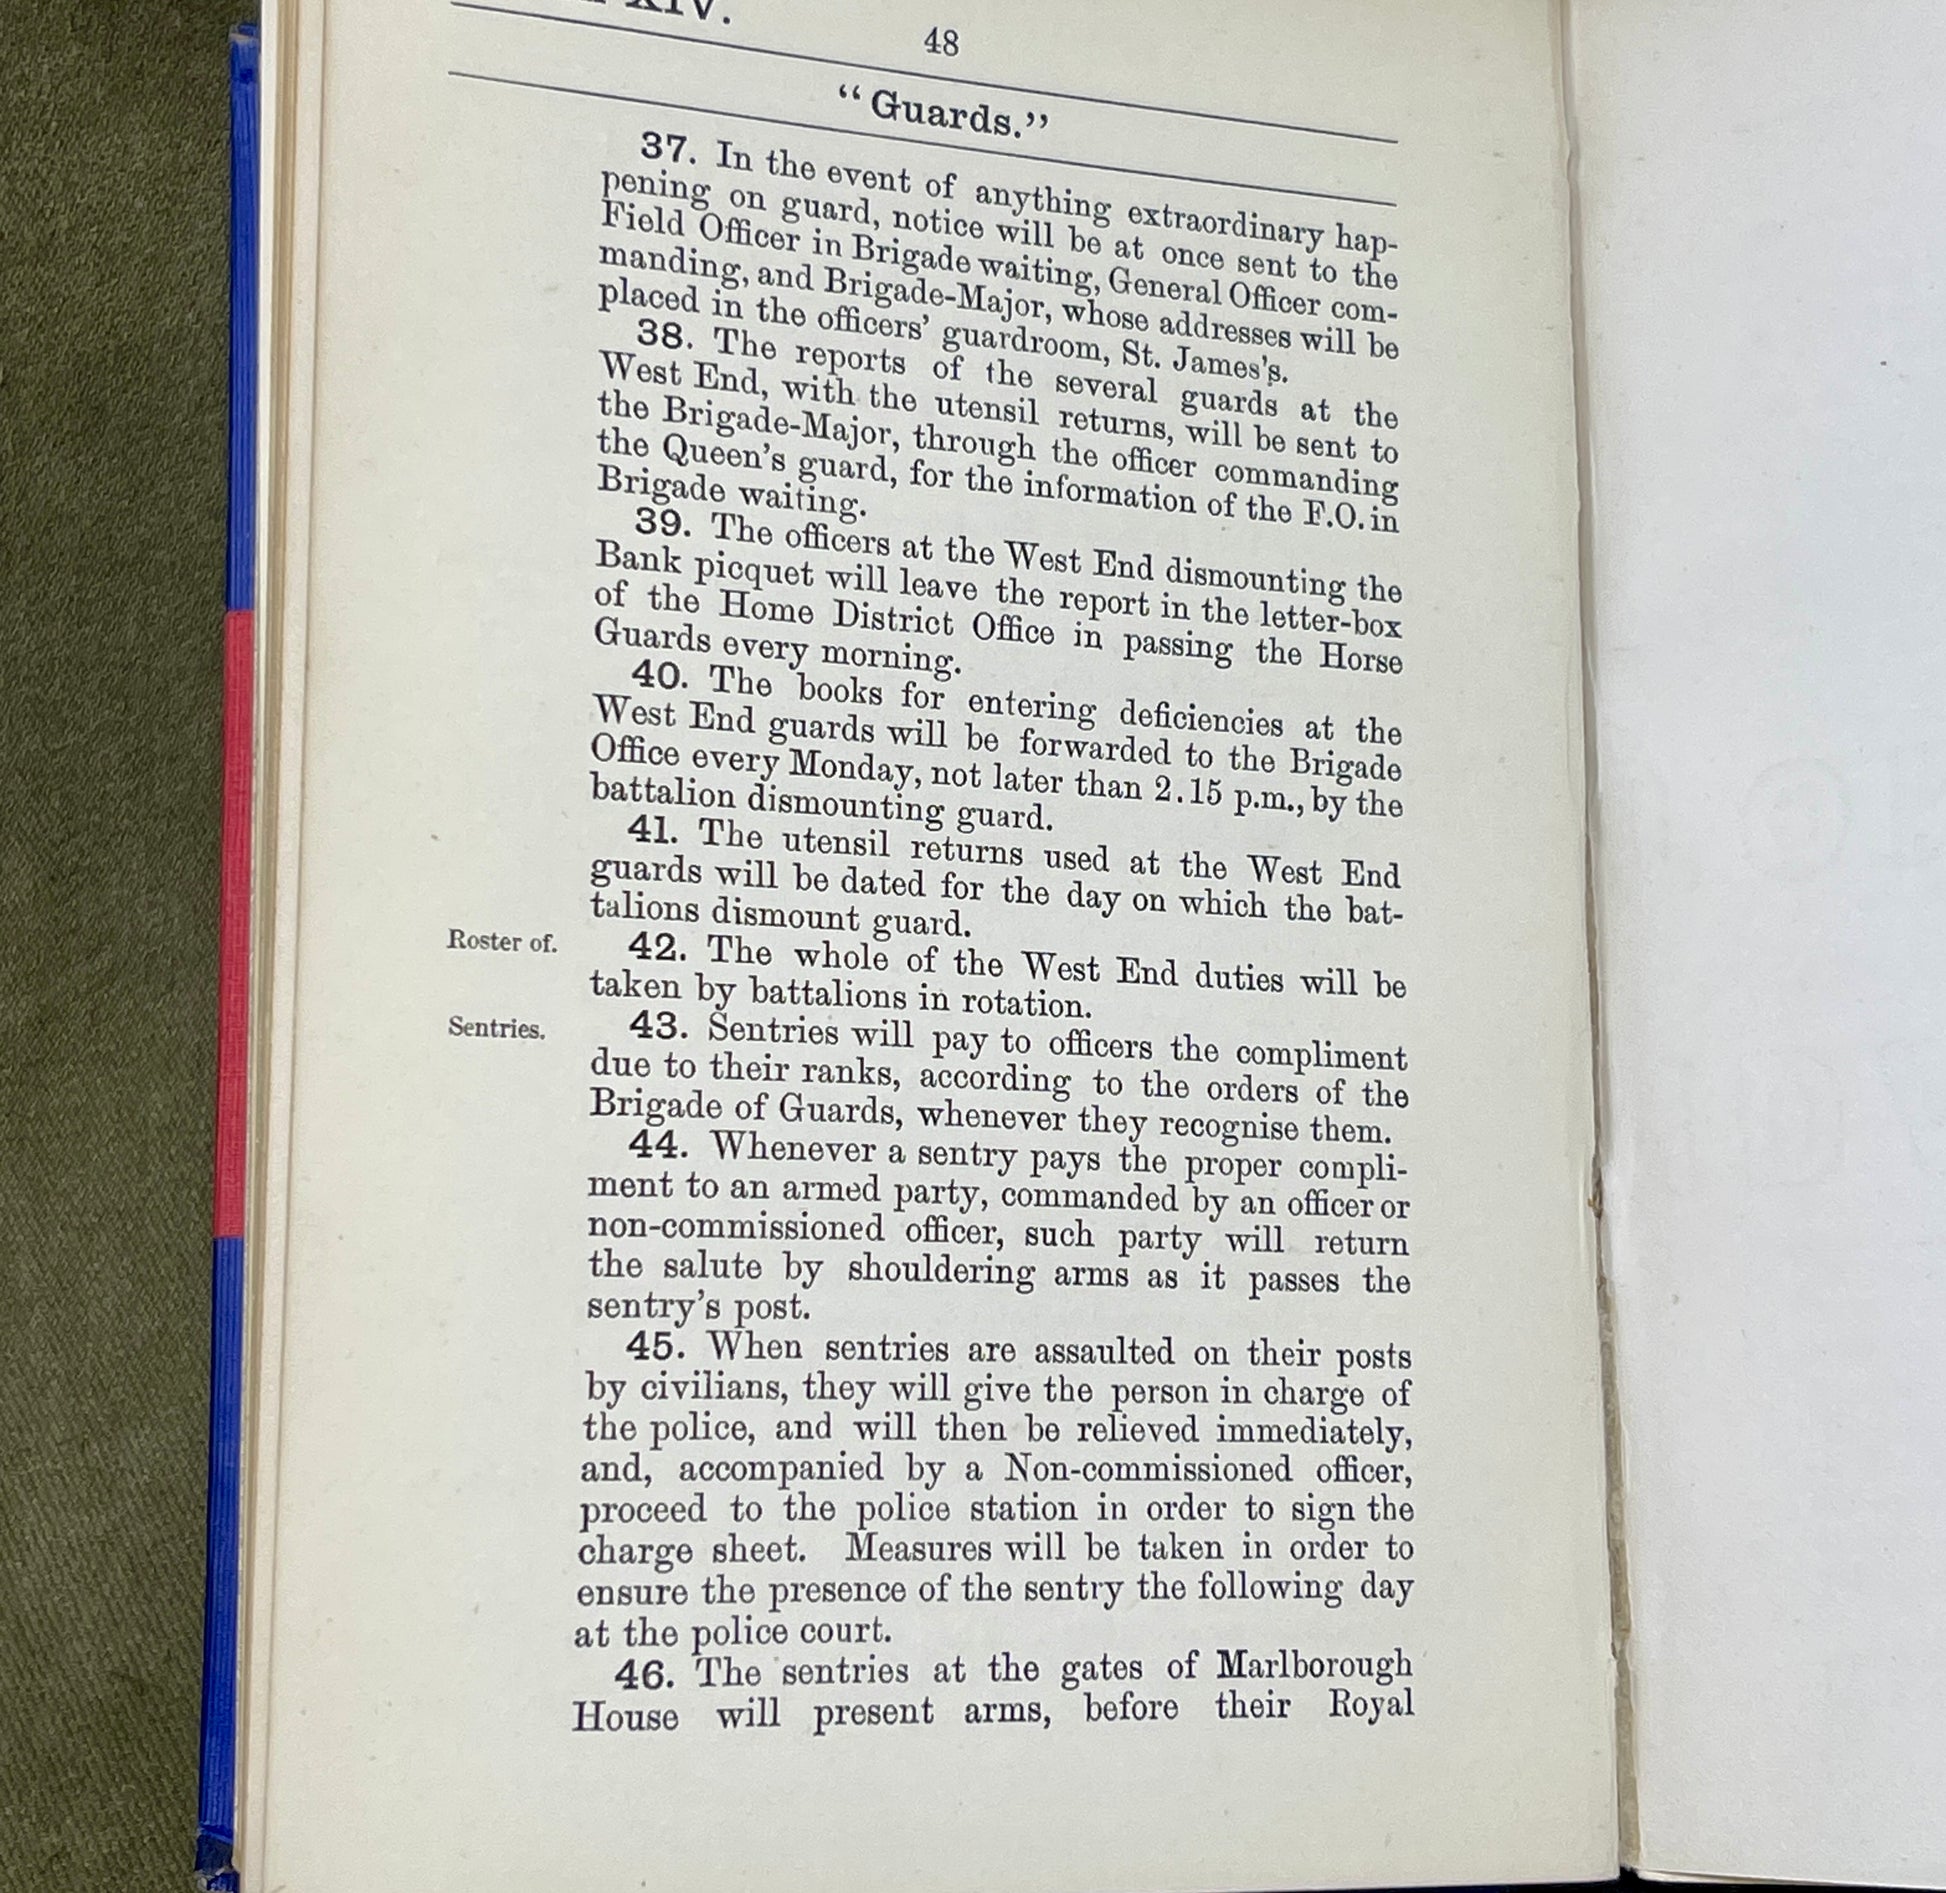 XIV.
48
“Guards.”
37. In the event of anything extraordinary hap-
pening on guard, notice will be at once sent to the
Field Officer in Brigade waiting, General Officer com-
manding, and Brigade-Major, whose addresses will be
placed in the officers’ guardroom, St. James’s.
38. The reports of the several guards at the
West End, with the utensil returns, will be sent to
the Brigade-Major, through the officer commanding
the Queen’s guard, for the information of the F.O. in
Brigade waiting.
39. The officers at the West End dismounting the
Bank picquet will leave the report in the letter-box
of the Home District Office in passing the Horse
Guards every morning.
40. The books for entering deficiencies at the
West End guards will be forwarded to the Brigade
Office every Monday, not later than 2.15 p.m., by the
battalion dismounting guard.
41. The utensil returns used at the West End
guards will be dated for the day on which the bat-
talions dismount guard.
Roster of. 42. The whole of the West End duties will be
taken by battalions in rotation.
Sentries. 43. Sentries will pay to officers the compliment
due to their ranks, according to the orders of the
Brigade of Guards, whenever they recognise them.
44. Whenever a sentry pays the proper compli-
ment to an armed party, commanded by an officer or
non-commissioned officer, such party will return
the salute by shouldering arms as it passes the
sentry’s post.
45. When sentries are assaulted on their posts
by civilians, they will give the person in charge of
the police, and will then be relieved immediately,
and, accompanied by a Non-commissioned officer,
proceed to the police station in order to sign the
charge sheet. Measures will be taken in order to
ensure the presence of the sentry the following day
at the police court.
46. The sentries at the gates of Marlborough
House will present arms, before their Royal